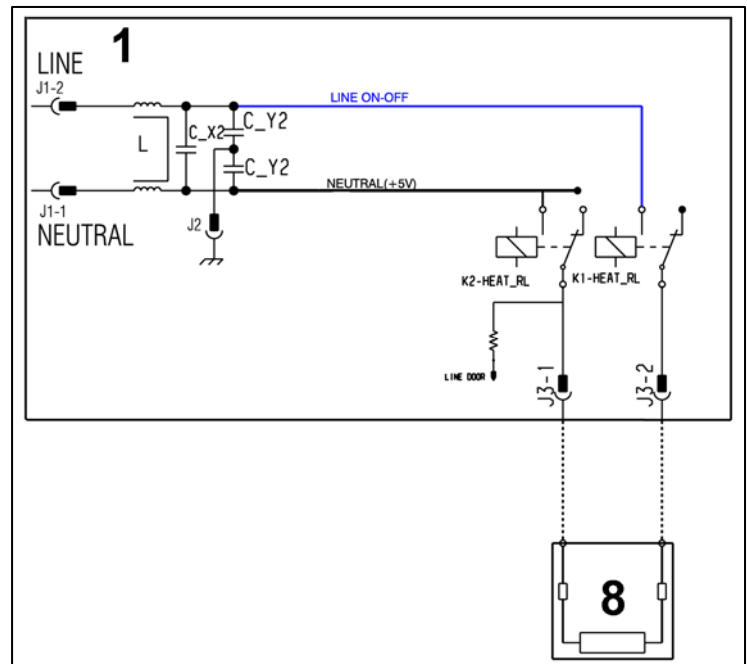 1
LINE
J1-2
LINE ON-OFF
C_Y2
C_X2
L
C_Y2
NEUTRAL(+5V)
J1-1
NEUTRAL
J2
K2-HEAT_RL
K1-HEAT_RL
LINE DOOR
J3-1
J3-2
8